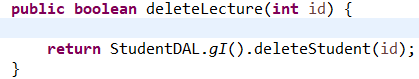 public boolean deleteLecture(int id) {
return StudentDAL.gI().deleteStudent(id);
}